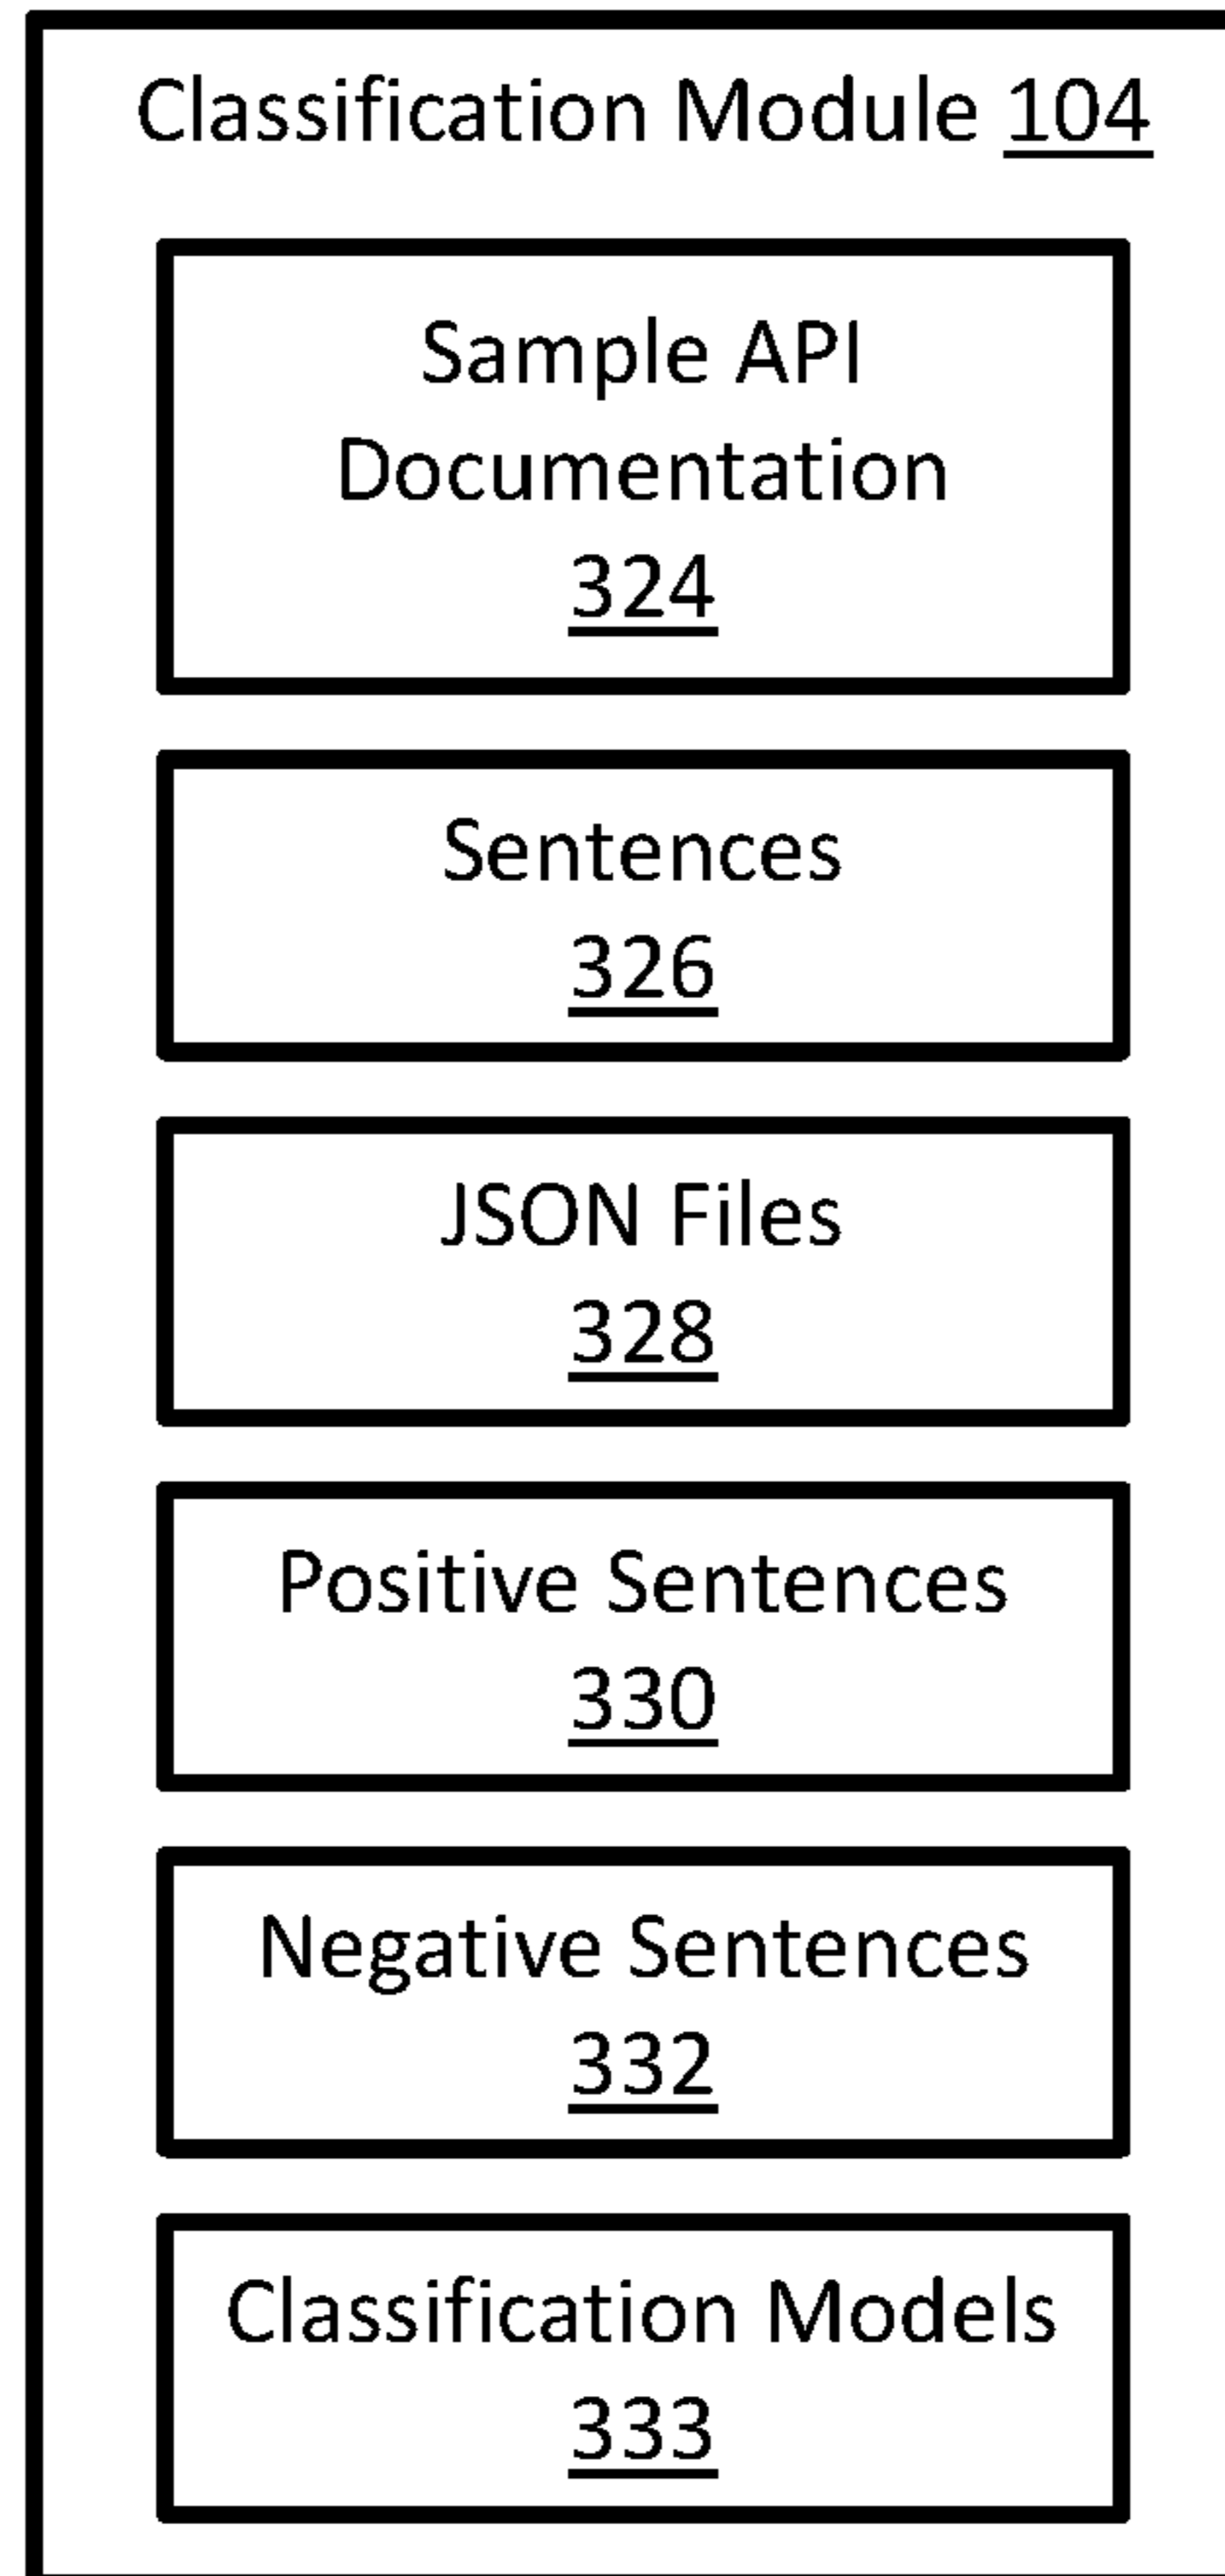 Classification Module 104
Sample API
Documentation
324
Sentences
326
JSON Files
328
Positive Sentences
330
Negative Sentences
332
Classification Models
333